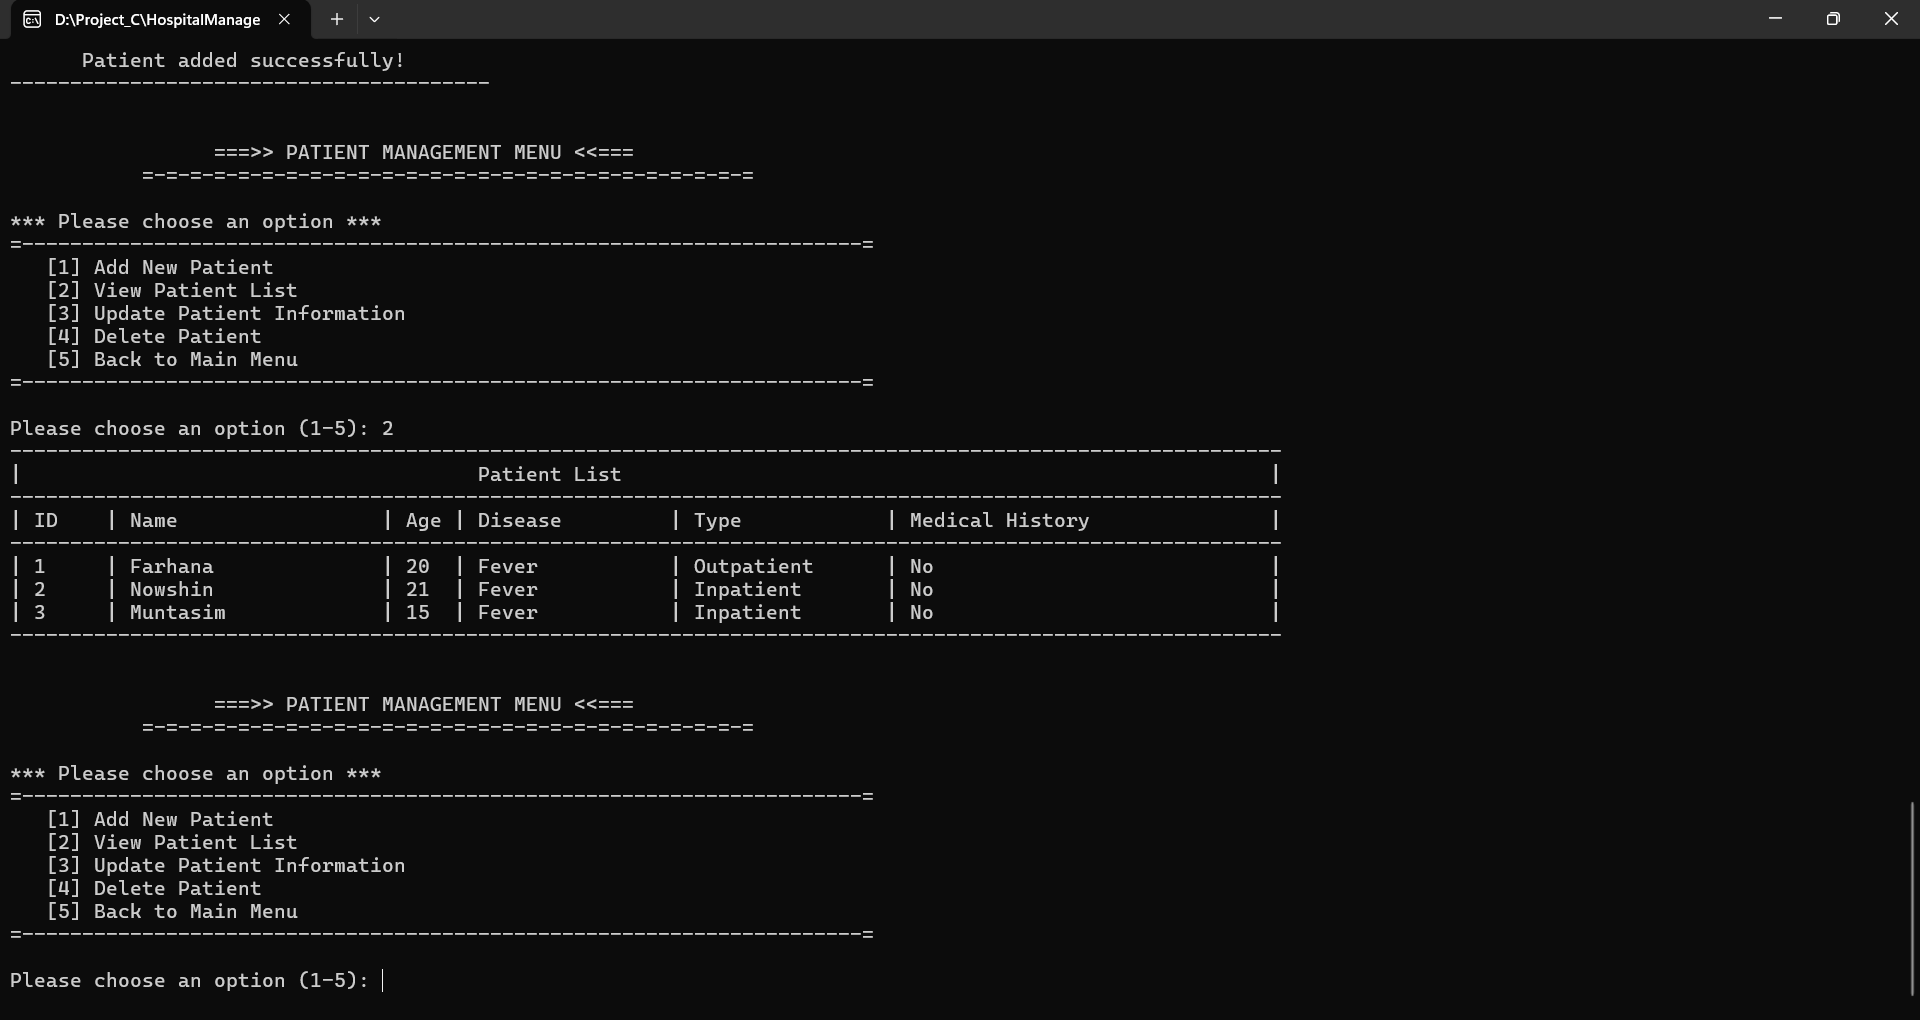 D:\Project_C\HospitalManage
      Patient added successfully!
----------------------------------------
                 ===>> PATIENT MANAGEMENT MENU <<===
           =-=-=-=-=-=-=-=-=-=-=-=-=-=-=-=-=-=-=-=-=-=-=-=-=-=
*** Please choose an option ***
=----------------------------------------------------------------------=
   [1] Add New Patient
   [2] View Patient List
   [3] Update Patient Information
   [4] Delete Patient
   [5] Back to Main Menu
=----------------------------------------------------------------------=
Please choose an option (1-5): 2
----------------------------------------------------------------------------------------------------------
|                                      Patient List                                                      |
----------------------------------------------------------------------------------------------------------
| ID    | Name                 | Age | Disease         | Type            | Medical History               |
----------------------------------------------------------------------------------------------------------
| 1     | Farhana              | 20  | Fever           | Outpatient      | No                            |
| 2     | Nowshin              | 21  | Fever           | Inpatient       | No                            |
| 3     | Muntasim             | 15  | Fever           | Inpatient       | No                            |
----------------------------------------------------------------------------------------------------------
                 ===>> PATIENT MANAGEMENT MENU <<===
           =-=-=-=-=-=-=-=-=-=-=-=-=-=-=-=-=-=-=-=-=-=-=-=-=-=
*** Please choose an option ***
=----------------------------------------------------------------------=
   [1] Add New Patient
   [2] View Patient List
   [3] Update Patient Information
   [4] Delete Patient
   [5] Back to Main Menu
=----------------------------------------------------------------------=
Please choose an option (1-5):